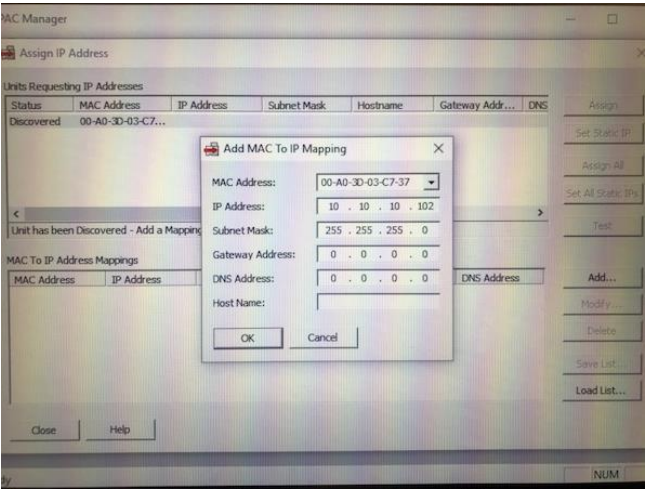 PAC Manager
Assign IP Address
Units Requesting IP Addresses
Status MAC Address IP Address Subnet Mask Hostname Gateway Addr... DNS
Discovered 00-A0-3D-03-C7...
Assign
Set Static IP
Assign All
Set All Static IPs
Test
Add MAC To IP Mapping
MAC Address: 00-A0-3D-03-C7-37
IP Address: 10 . 10 . 10 . 102
Subnet Mask: 255 . 255 . 255 . 0
Gateway Address: 0 . 0 . 0 . 0
DNS Address: 0 . 0 . 0 . 0
Host Name:
OK Cancel
Unit has been Discovered - Add a Mapping
MAC To IP Address Mappings
MAC Address IP Address DNS Address
Add...
Modify...
Delete
Save List...
Load List...
Close Help
NUM